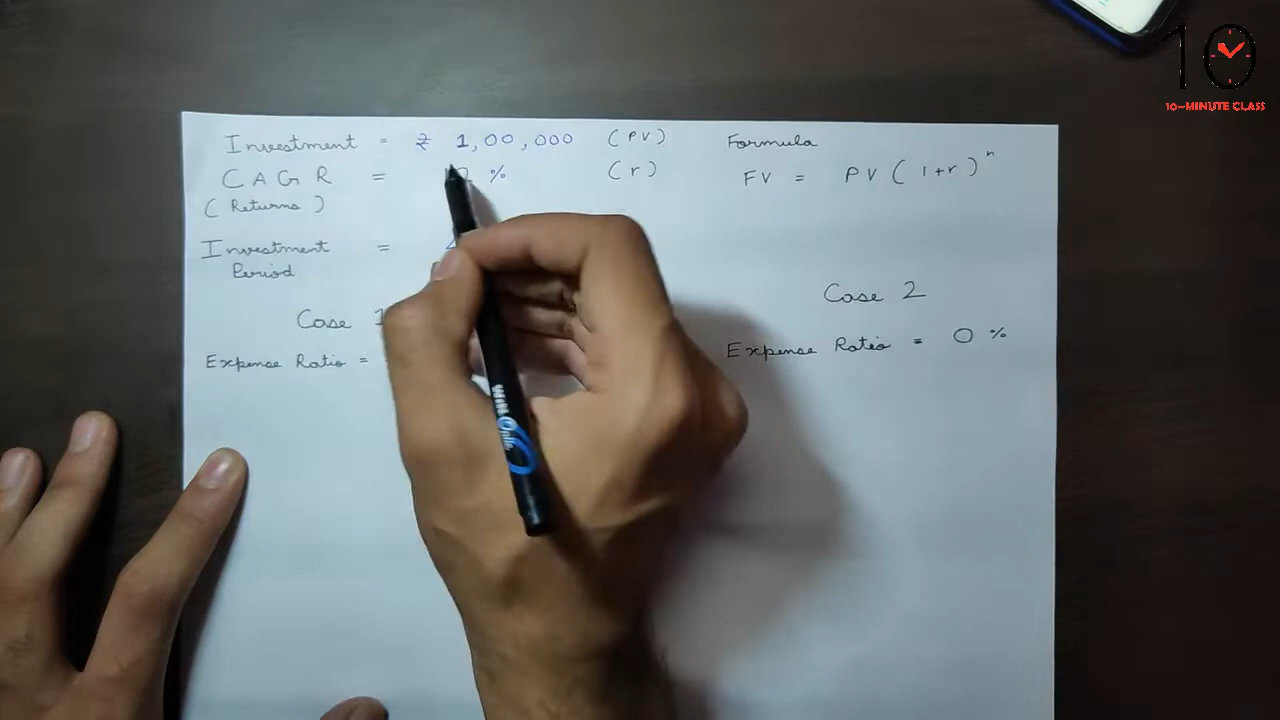 10
10-MINUTE CLASS
Investment = ₹ 1,00,000 (PV)
CAGR = % (r)
(Returns)
Investment =
Period
Formula
FV = PV(1+r)^n
Case 1
Expense Ratio =
Case 2
Expense Ratio = 0 %